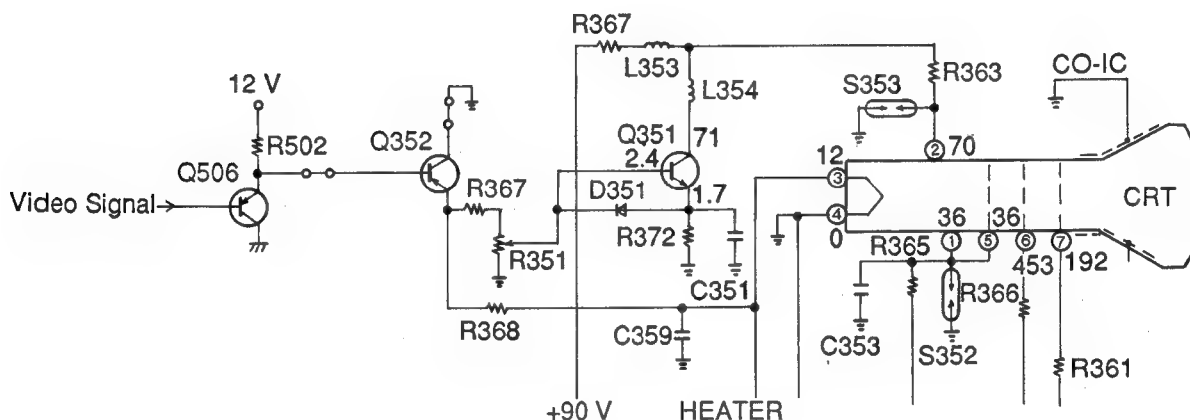 R367
L353
L354
R363
CO-IC
S353
12 V
R502
Q352
Q351
71
2.4
12
2
70
Q506
R367
D351
1.7
3
CRT
Video Signal
4
36
36
R351
R372
0
R365
1
5
6
7
453
192
C351
R366
R368
C359
C353
S352
R361
+90 V
HEATER